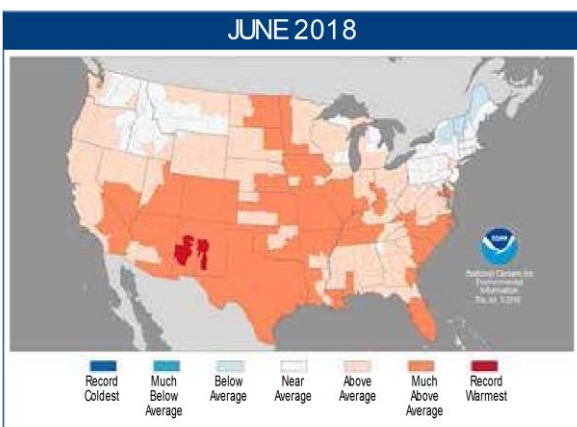 JUNE 2018
NOAA
National Centers for
Environmental
Information
Record
Coldest
Much
Below
Average
Below
Average
Near
Average
Above
Average
Much
Above
Average
Record
Warmest